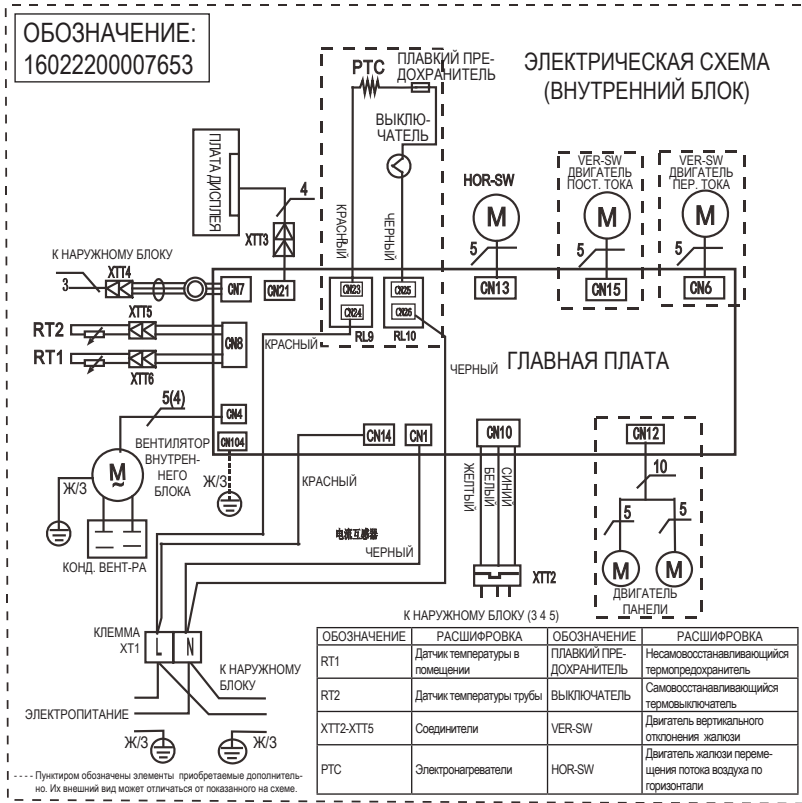 ОБОЗНАЧЕНИЕ:
16022200007653
ЭЛЕКТРИЧЕСКАЯ СХЕМА
(ВНУТРЕННИЙ БЛОК)
PTC
ПЛАВКИЙ ПРЕ-
ДОХРАНИТЕЛЬ
ВЫКЛЮ-
ЧАТЕЛЬ
КРАСНЫЙ
ЧЕРНЫЙ
ПЛАТА ДИСПЛЕЯ
4
XTT3
HOR-SW
M
5
CN13
VER-SW
ДВИГАТЕЛЬ
ПОСТ. ТОКА
M
5
CN15
VER-SW
ДВИГАТЕЛЬ
ПЕР. ТОКА
M
5
CN6
К НАРУЖНОМУ БЛОКУ
XTT4
3
CN7
CN21
CN23
CN24
RL9
CN25
CN26
RL10
XTT5
RT2
RT1
XTT6
CN8
КРАСНЫЙ
ЧЕРНЫЙ
ГЛАВНАЯ ПЛАТА
5(4)
CN4
CN104
CN14
CN1
CN10
CN12
M
~
ВЕНТИЛЯТОР
ВНУТРЕН-
НЕГО
БЛОКА
Ж/З
Ж/З
КОНД. ВЕНТ-РА
КРАСНЫЙ
电流互感器
ЧЕРНЫЙ
ЖЕЛТЫЙ
БЕЛЫЙ
СИНИЙ
XTT2
10
5
5
M
M
ДВИГАТЕЛЬ
ПАНЕЛИ
К НАРУЖНОМУ БЛОКУ (3 4 5)
КЛЕММА
XT1
L
N
К НАРУЖНОМУ
БЛОКУ
ЭЛЕКТРОПИТАНИЕ
Ж/З
Ж/З
ОБОЗНАЧЕНИЕ РАСШИФРОВКА ОБОЗНАЧЕНИЕ РАСШИФРОВКА
RT1 Датчик температуры в помещении ПЛАВКИЙ ПРЕ-ДОХРАНИТЕЛЬ Несамовосстанавливающийся термопредохранитель
RT2 Датчик температуры трубы ВЫКЛЮЧАТЕЛЬ Самовосстанавливающийся термовыключатель
XTT2-XTT5 Соединители VER-SW Двигатель вертикального отклонения жалюзи
PTC Электронагреватели HOR-SW Двигатель жалюзи переме-щения потока воздуха по горизонтали
- - - - Пунктиром обозначены элементы приобретаемые дополнитель-
но. Их внешний вид может отличаться от показанного на схеме.